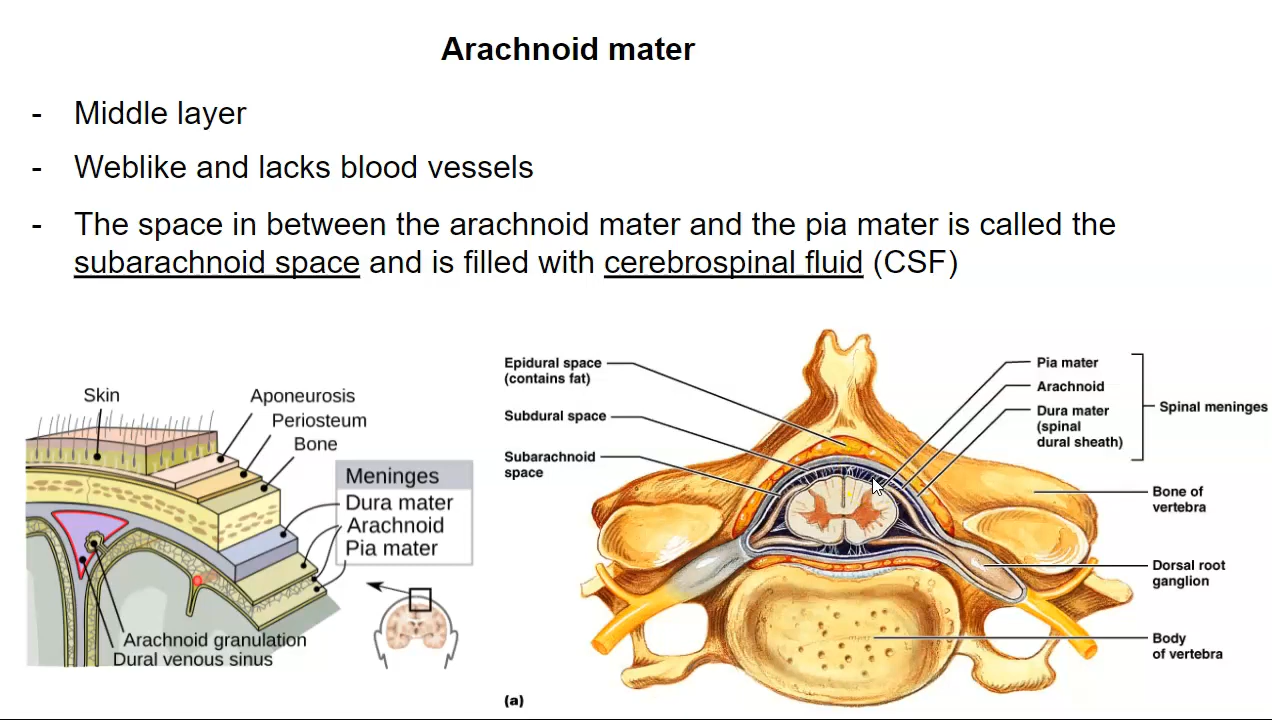 Arachnoid mater
- Middle layer
- Weblike and lacks blood vessels
- The space in between the arachnoid mater and the pia mater is called the
subarachnoid space and is filled with cerebrospinal fluid (CSF)
Skin
Aponeurosis
Periosteum
Bone
Meninges
Dura mater
Arachnoid
Pia mater
Arachnoid granulation
Dural venous sinus
Epidural space
(contains fat)
Subdural space
Subarachnoid
space
Pia mater
Arachnoid
Dura mater
(spinal
dural sheath)
Spinal meninges
Bone of
vertebra
Dorsal root
ganglion
Body
of vertebra
(a)